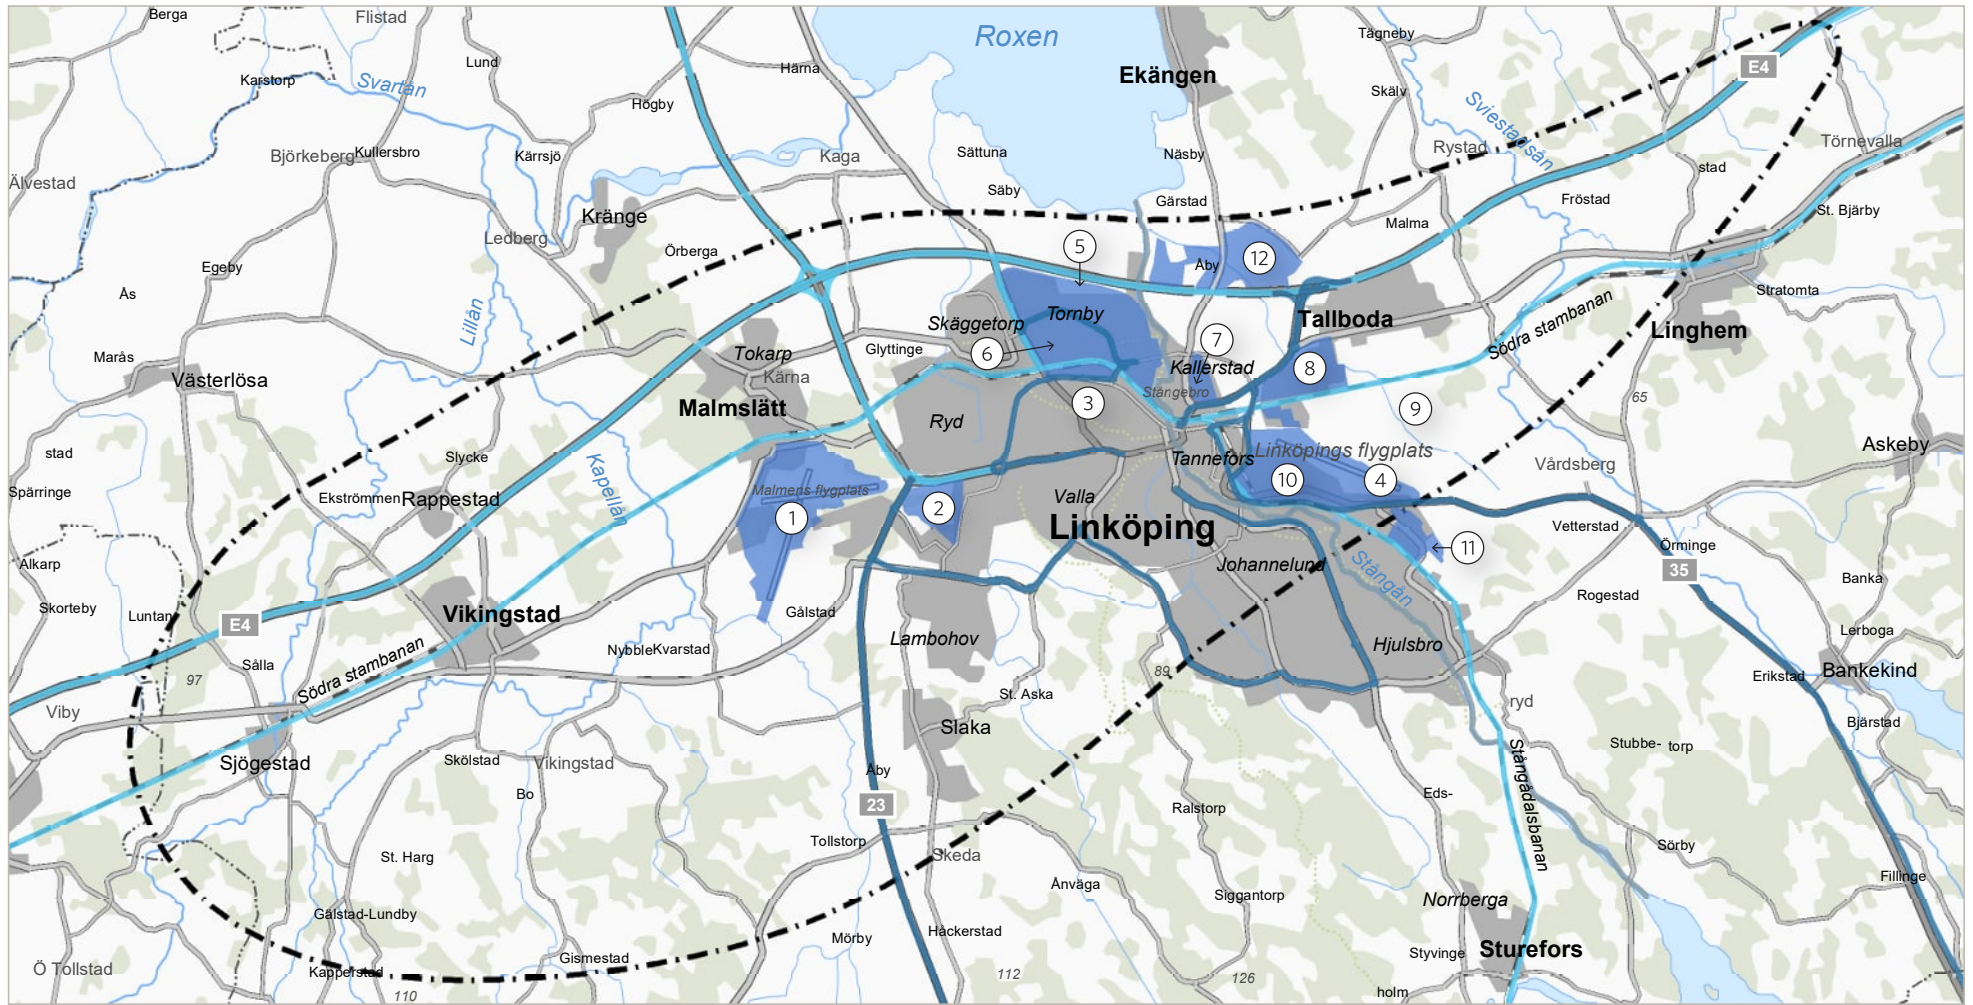 Berga
Flistad
Roxen
Tägneby
Lund
Härna
Ekängen
E4
Karstorp
Svartån
Högby
Skälv
Sviestadsån
Björkeberg
Kullersbro
Kärrsjö
Kaga
Sättuna
Näsby
Rystad
Törnevalla
stad
Älvestad
Säby
Gärstad
Fröstad
St. Bjärby
Kränge
Malma
Ledberg
Örberga
5
12
Åby
Egeby
Ås
Stratomta
Lillån
Tornby
Skäggetorp
Tallboda
Södra stambanan
Linghem
Marås
Tokarp
Glyttinge
6
7
Kallerstad
8
Västerlösa
Kärna
Stångebro
65
Malmslätt
3
9
Ryd
Askeby
stad
Slycke
Kapellån
Tannefors
Linköpings flygplats
Vårdsberg
Spärringe
Ekströmmen
Rappestad
Malmens flygplats
10
4
Valla
1
2
Linköping
Vetterstad
Örminge
11
35
Alkarp
Johannelund
Stångån
Banka
Skorteby
Luntan
E4
Vikingstad
Gålstad
Rogestad
Lerboga
Lambohov
Hjulsbro
Nybble
Kvarstad
Sålla
Södra stambanan
97
89
Erikstad
Bankekind
St. Aska
ryd
Viby
Slaka
Bjärstad
Sjögestad
Skölstad
Vikingstad
Stubbe-
torp
Åby
Stångådalsbanan
Bo
23
Ralstorp
Eds-
Tollstorp
St. Harg
Skeda
Sörby
Ånväga
Siggantorp
Fillinge
Norrberga
Gälstad-Lundby
Mörby
Hackerstad
Sturefors
Styvinge
Gismestad
Ö Tollstad
Kapperstad
112
126
110
holm